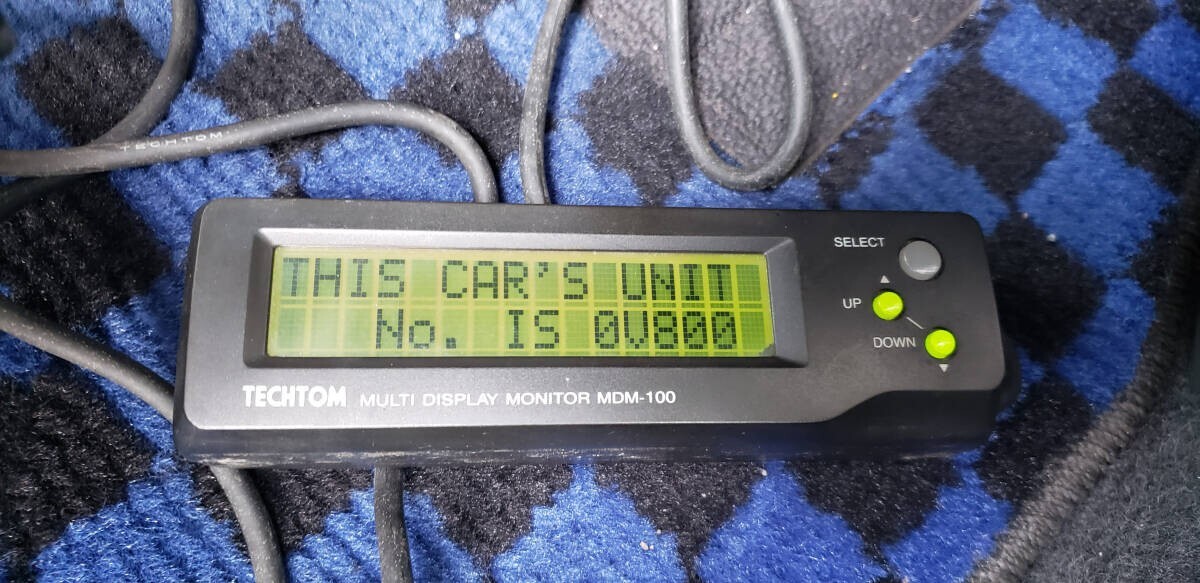 TECHTOM
THIS CAR'S UNIT
No. IS 0V800
SELECT
UP
DOWN
TECHTOM MULTI DISPLAY MONITOR MDM-100